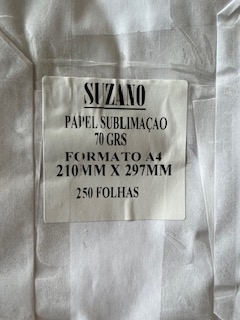 SUZANO
PAPEL SUBLIMAÇAO
70 GRS
FORMATO A4
210MM X 297MM
250 FOLHAS